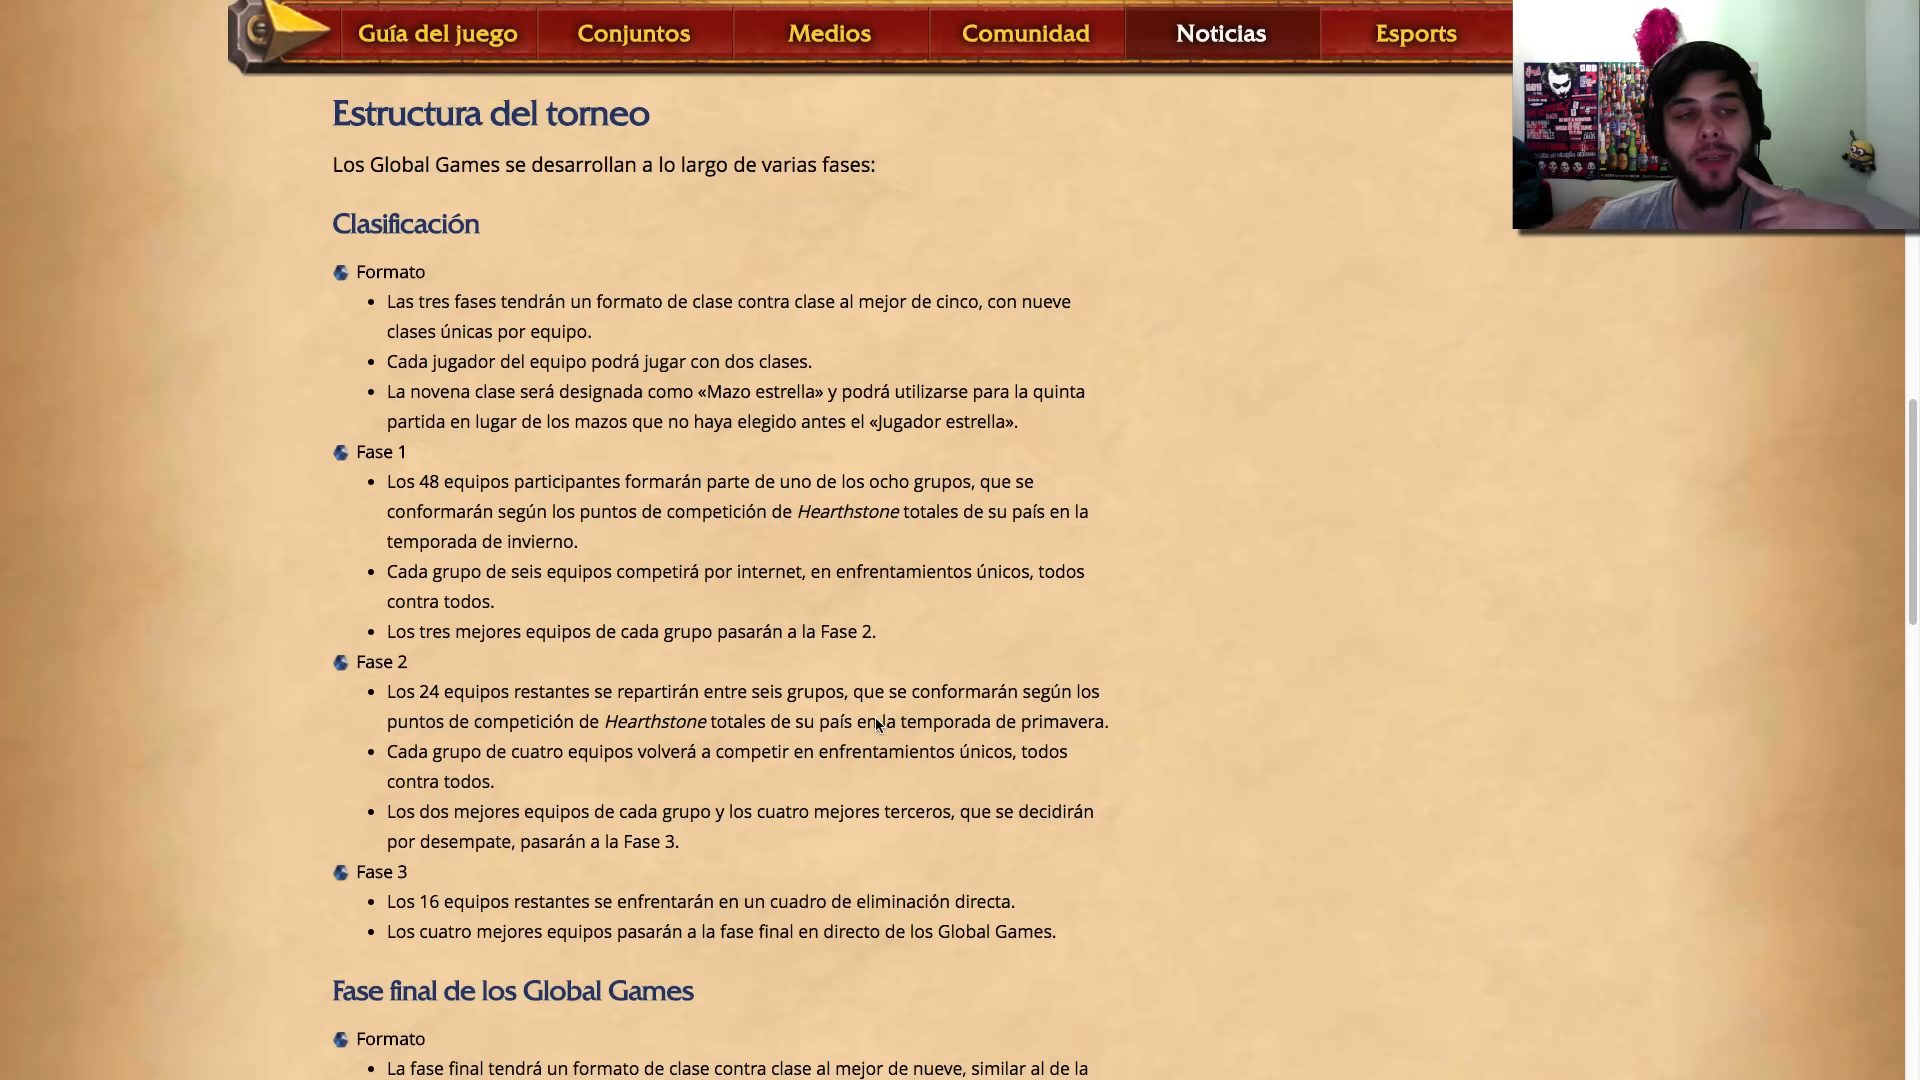 Guía del juego
Conjuntos
Medios
Comunidad
Noticias
Esports
Estructura del torneo
Los Global Games se desarrollan a lo largo de varias fases:
Clasificación
Formato
Las tres fases tendrán un formato de clase contra clase al mejor de cinco, con nueve
clases únicas por equipo.
Cada jugador del equipo podrá jugar con dos clases.
La novena clase será designada como «Mazo estrella» y podrá utilizarse para la quinta
partida en lugar de los mazos que no haya elegido antes el «Jugador estrella».
Fase 1
Los 48 equipos participantes formarán parte de uno de los ocho grupos, que se
conformarán según los puntos de competición de Hearthstone totales de su país en la
temporada de invierno.
Cada grupo de seis equipos competirá por internet, en enfrentamientos únicos, todos
contra todos.
Los tres mejores equipos de cada grupo pasarán a la Fase 2.
Fase 2
Los 24 equipos restantes se repartirán entre seis grupos, que se conformarán según los
puntos de competición de Hearthstone totales de su país en la temporada de primavera.
Cada grupo de cuatro equipos volverá a competir en enfrentamientos únicos, todos
contra todos.
Los dos mejores equipos de cada grupo y los cuatro mejores terceros, que se decidirán
por desempate, pasarán a la Fase 3.
Fase 3
Los 16 equipos restantes se enfrentarán en un cuadro de eliminación directa.
Los cuatro mejores equipos pasarán a la fase final en directo de los Global Games.
Fase final de los Global Games
Formato
La fase final tendrá un formato de clase contra clase al mejor de nueve, similar al de la